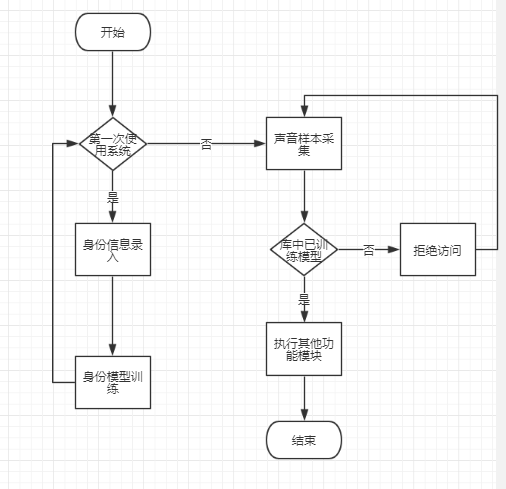 开始
第一次使
用系统
否
声音样本采
集
是
身份信息录
入
库中已训
练模型
否
拒绝访问
是
身份模型训
练
执行其他功
能模块
结束